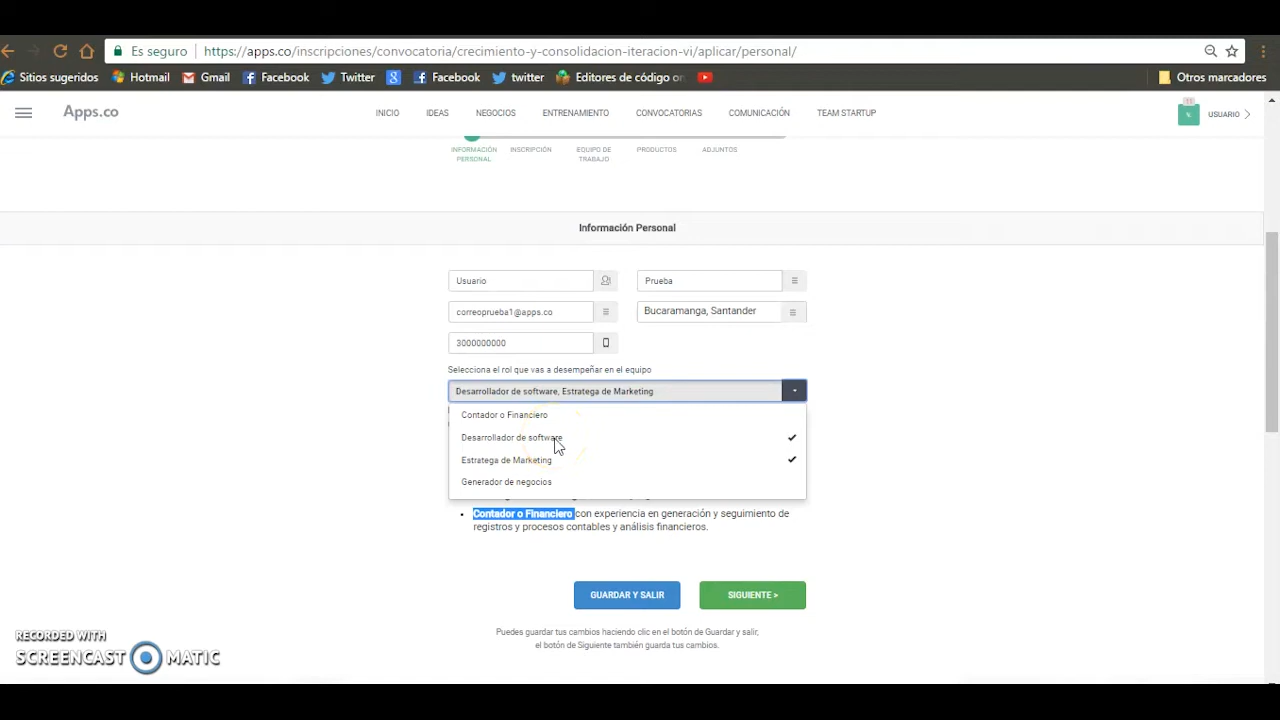 Es seguro https://apps.co/inscripciones/convocatoria/crecimiento-y-consolidacion-iteracion-vi/aplicar/personal/
Sitios sugeridos Hotmail Gmail Facebook Twitter Facebook twitter Editores de código on Otros marcadores
Apps.co INICIO IDEAS NEGOCIOS ENTRENAMIENTO CONVOCATORIAS COMUNICACIÓN TEAM STARTUP 11 USUARIO
INFORMACIÓN PERSONAL INSCRIPCIÓN EQUIPO DE TRABAJO PRODUCTOS ADJUNTOS
Información Personal
Usuario Prueba
correoprueba1@apps.co Bucaramanga, Santander
3000000000
Selecciona el rol que vas a desempeñar en el equipo
Desarrollador de software, Estratega de Marketing
Contador o Financiero
Desarrollador de software
Estratega de Marketing
Generador de negocios
• Contador o Financiero con experiencia en generación y seguimiento de
registros y procesos contables y análisis financieros.
GUARDAR Y SALIR SIGUIENTE >
Puedes guardar tus cambios haciendo clic en el botón de Guardar y salir,
el botón de Siguiente también guarda tus cambios.
RECORDED WITH
SCREENCAST MATIC